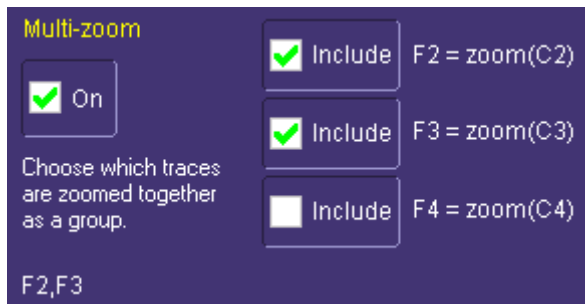 Multi-zoom
On
Choose which traces
are zoomed together
as a group.
F2,F3
Include F2 = zoom(C2)
Include F3 = zoom(C3)
Include F4 = zoom(C4)